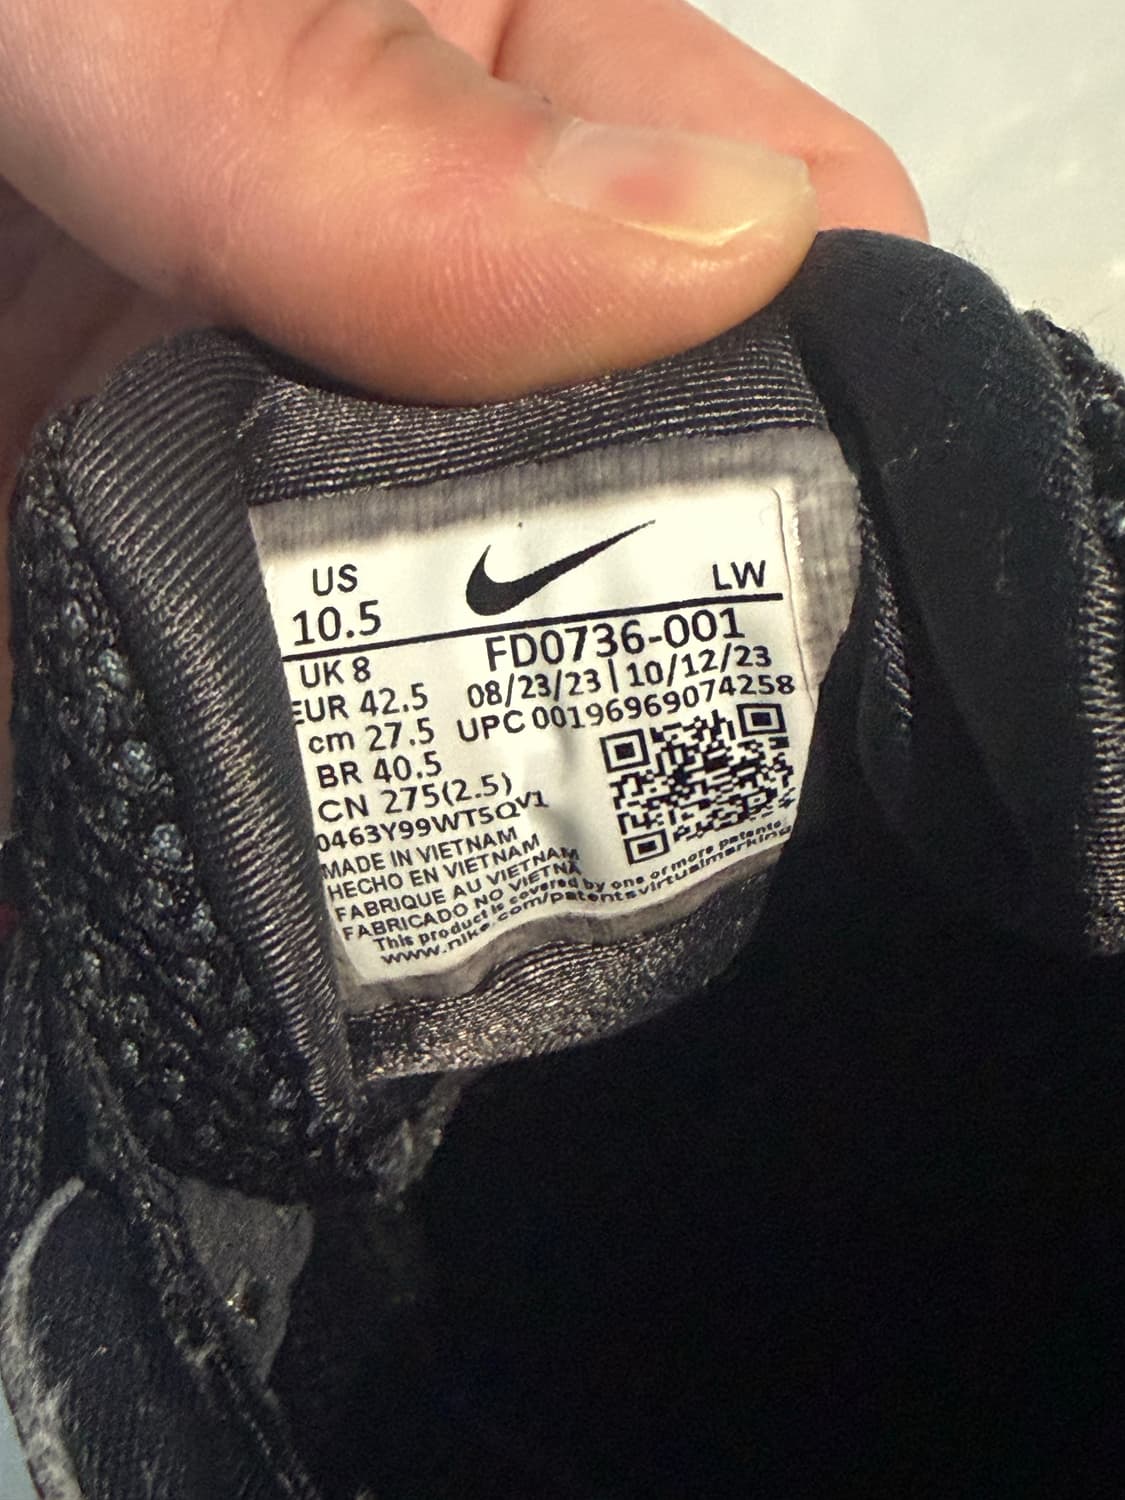 US LW
10.5 FD0736-001
UK 8 08/23/23 | 10/12/23
EUR 42.5 UPC 00196969074258
cm 27.5
BR 40.5
CN 275(2.5)
0463Y99WT5QV1
MADE IN VIETNAM
HECHO EN VIETNAM
FABRIQUE AU VIETNAM
FABRICADO NO VIETNA
This product is covered by one or more patents
www.nike.com/patentsvirtualmarking